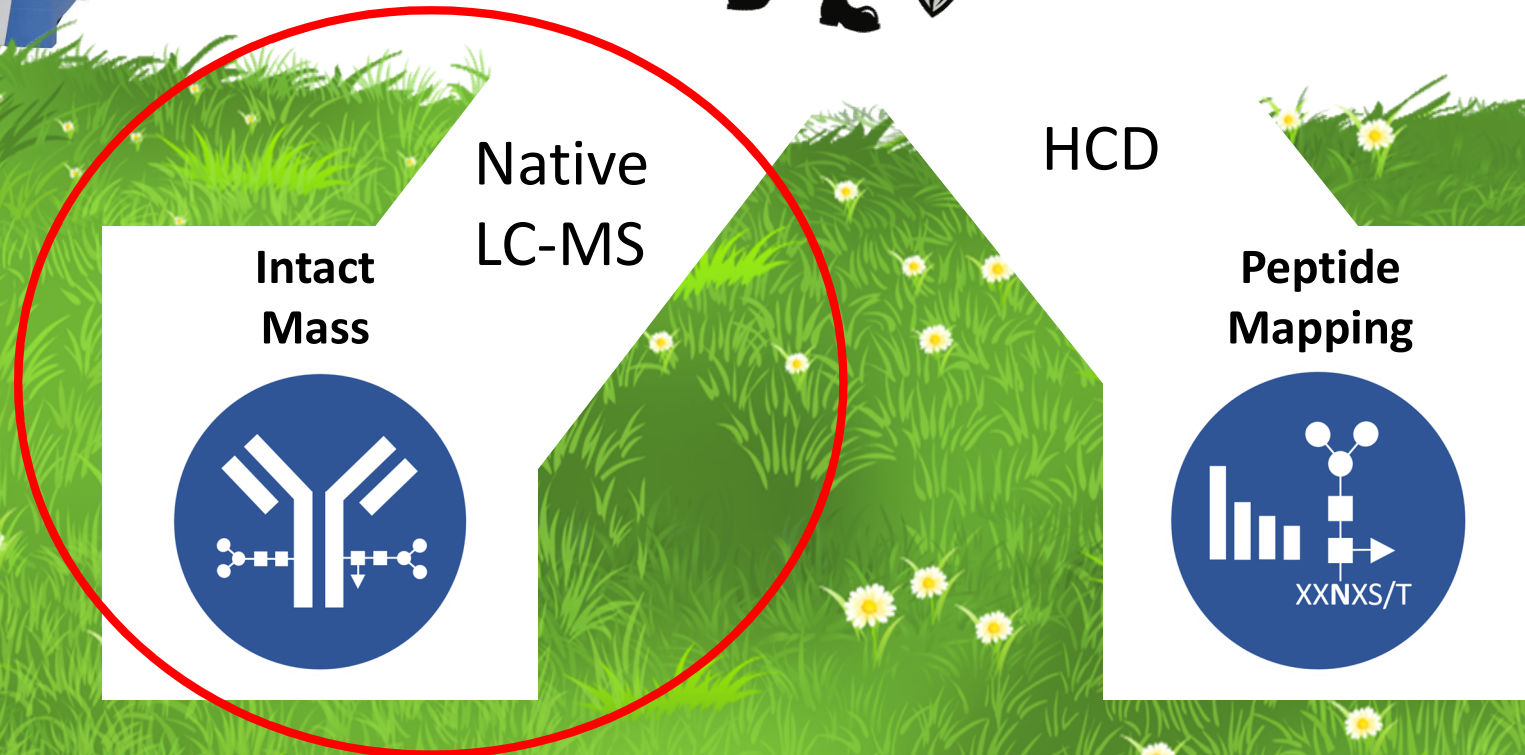 Native
LC-MS
Intact
Mass
HCD
Peptide
Mapping
XXNXS/T